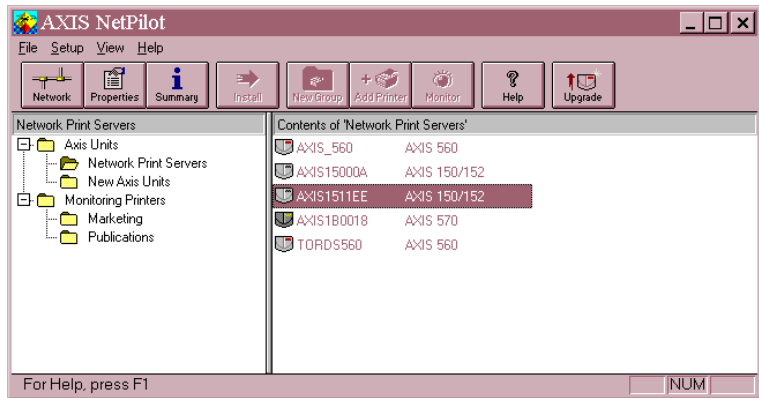 AXIS NetPilot
File Setup View Help
Network Properties Summary Install New Group Add Printer Monitor Help Upgrade
Network Print Servers
Axis Units
Network Print Servers
New Axis Units
Monitoring Printers
Marketing
Publications
Contents of 'Network Print Servers'
AXIS_560 AXIS 560
AXIS15000A AXIS 150/152
AXIS1511EE AXIS 150/152
AXIS1B0018 AXIS 570
TORDS560 AXIS 560
For Help, press F1 NUM